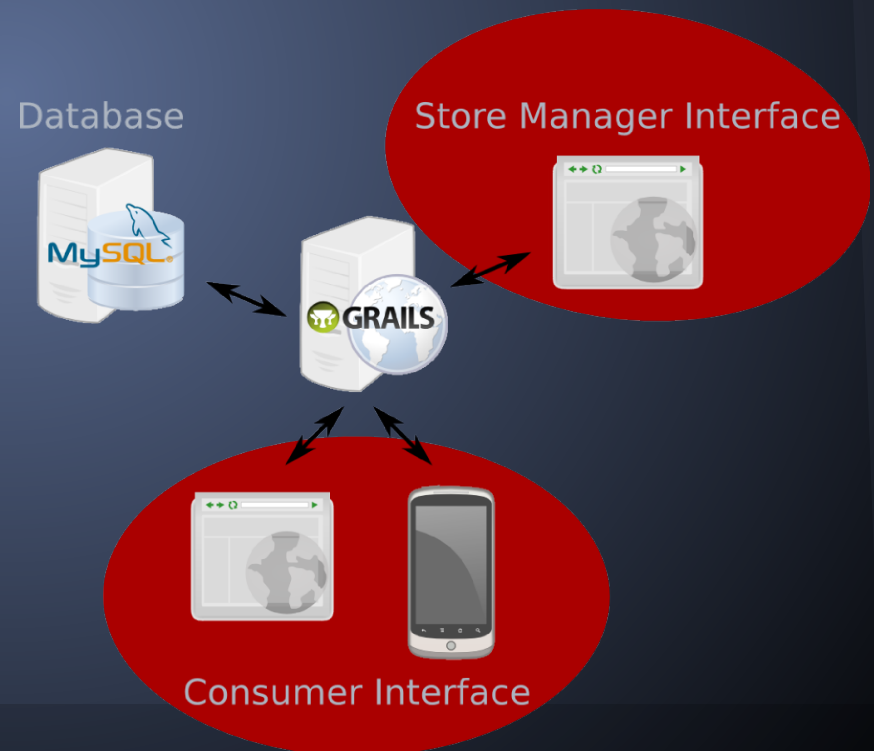 Database
Store Manager Interface
MySQL®
GRAILS
Consumer Interface